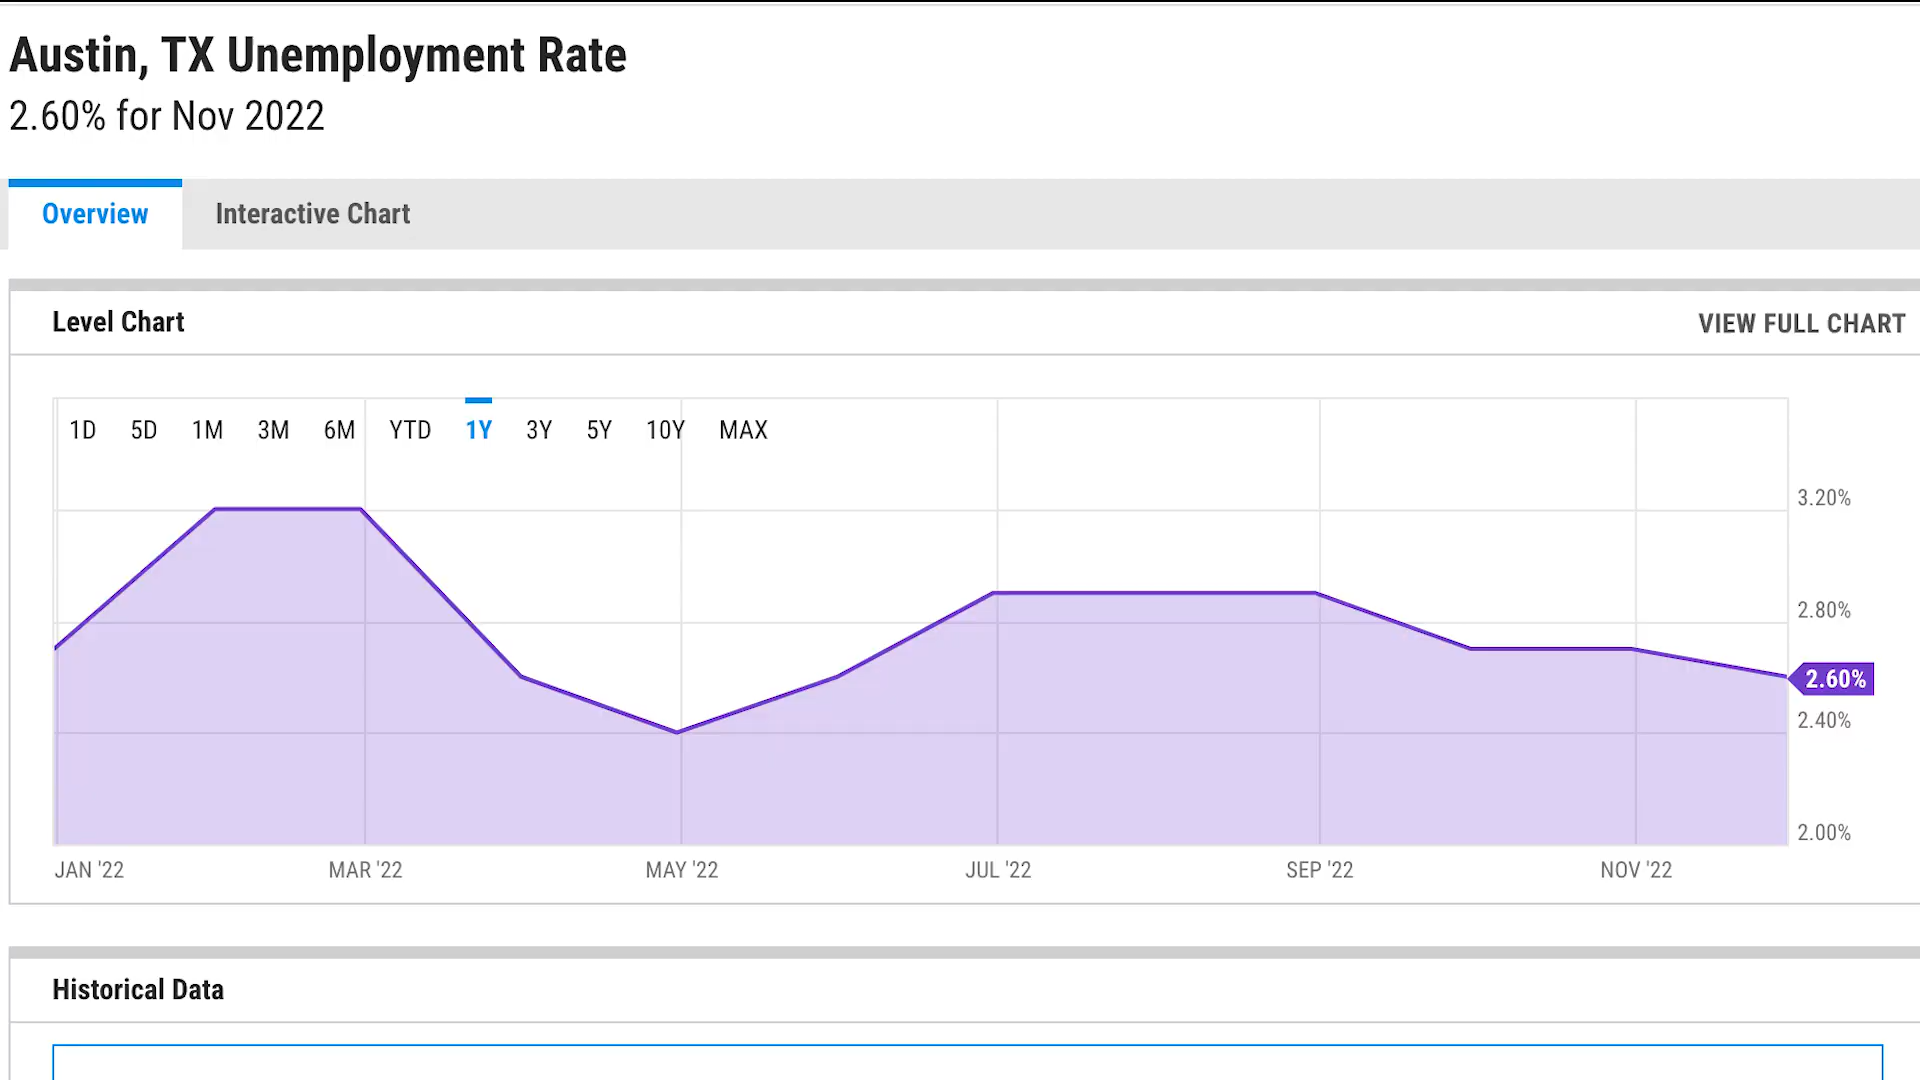 Austin, TX Unemployment Rate
2.60% for Nov 2022
Overview Interactive Chart
Level Chart VIEW FULL CHART
1D 5D 1M 3M 6M YTD 1Y 3Y 5Y 10Y MAX
3.20%
2.80%
2.60%
2.40%
2.00%
JAN '22 MAR '22 MAY '22 JUL '22 SEP '22 NOV '22
Historical Data